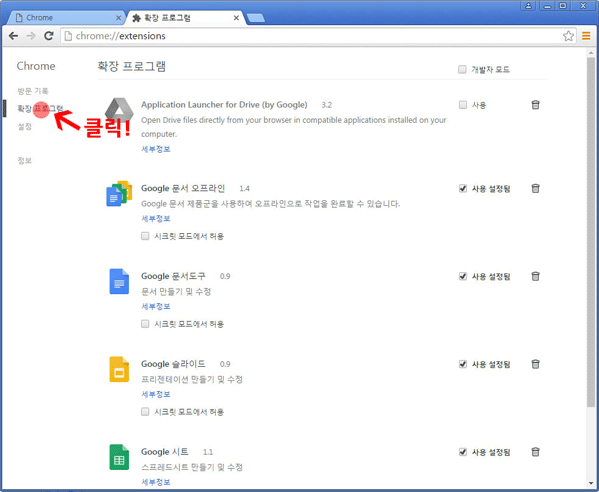 Chrome
확장 프로그램
chrome://extensions
Chrome
확장 프로그램
개발자 모드
방문 기록
확장 프로그램
설정
정보
클릭!
Application Launcher for Drive (by Google) 3.2
사용
Open Drive files directly from your browser in compatible applications installed on your
computer.
세부정보
Google 문서 오프라인 1.4
사용 설정됨
Google 문서 제품군을 사용하여 오프라인으로 작업을 완료할 수 있습니다.
세부정보
시크릿 모드에서 허용
Google 문서도구 0.9
사용 설정됨
문서 만들기 및 수정
세부정보
시크릿 모드에서 허용
Google 슬라이드 0.9
사용 설정됨
프리젠테이션 만들기 및 수정
세부정보
시크릿 모드에서 허용
Google 시트 1.1
사용 설정됨
스프레드시트 만들기 및 수정
세부정보